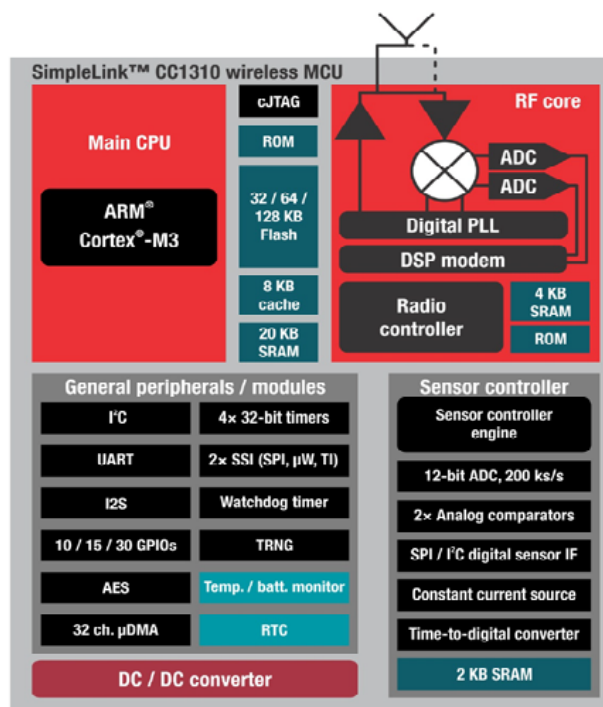 SimpleLink™ CC1310 wireless MCU
Main CPU
ARM®
Cortex®-M3
cJTAG
ROM
32 / 64 /
128 KB
Flash
8 KB
cache
20 KB
SRAM
RF core
ADC
ADC
Digital PLL
DSP modem
Radio
controller
4 KB
SRAM
ROM
General peripherals / modules
I²C
4× 32-bit timers
UART
2× SSI (SPI, µW, TI)
I2S
Watchdog timer
10 / 15 / 30 GPIOs
TRNG
AES
Temp. / batt. monitor
32 ch. µDMA
RTC
DC / DC converter
Sensor controller
Sensor controller
engine
12-bit ADC, 200 ks/s
2× Analog comparators
SPI / I²C digital sensor IF
Constant current source
Time-to-digital converter
2 KB SRAM